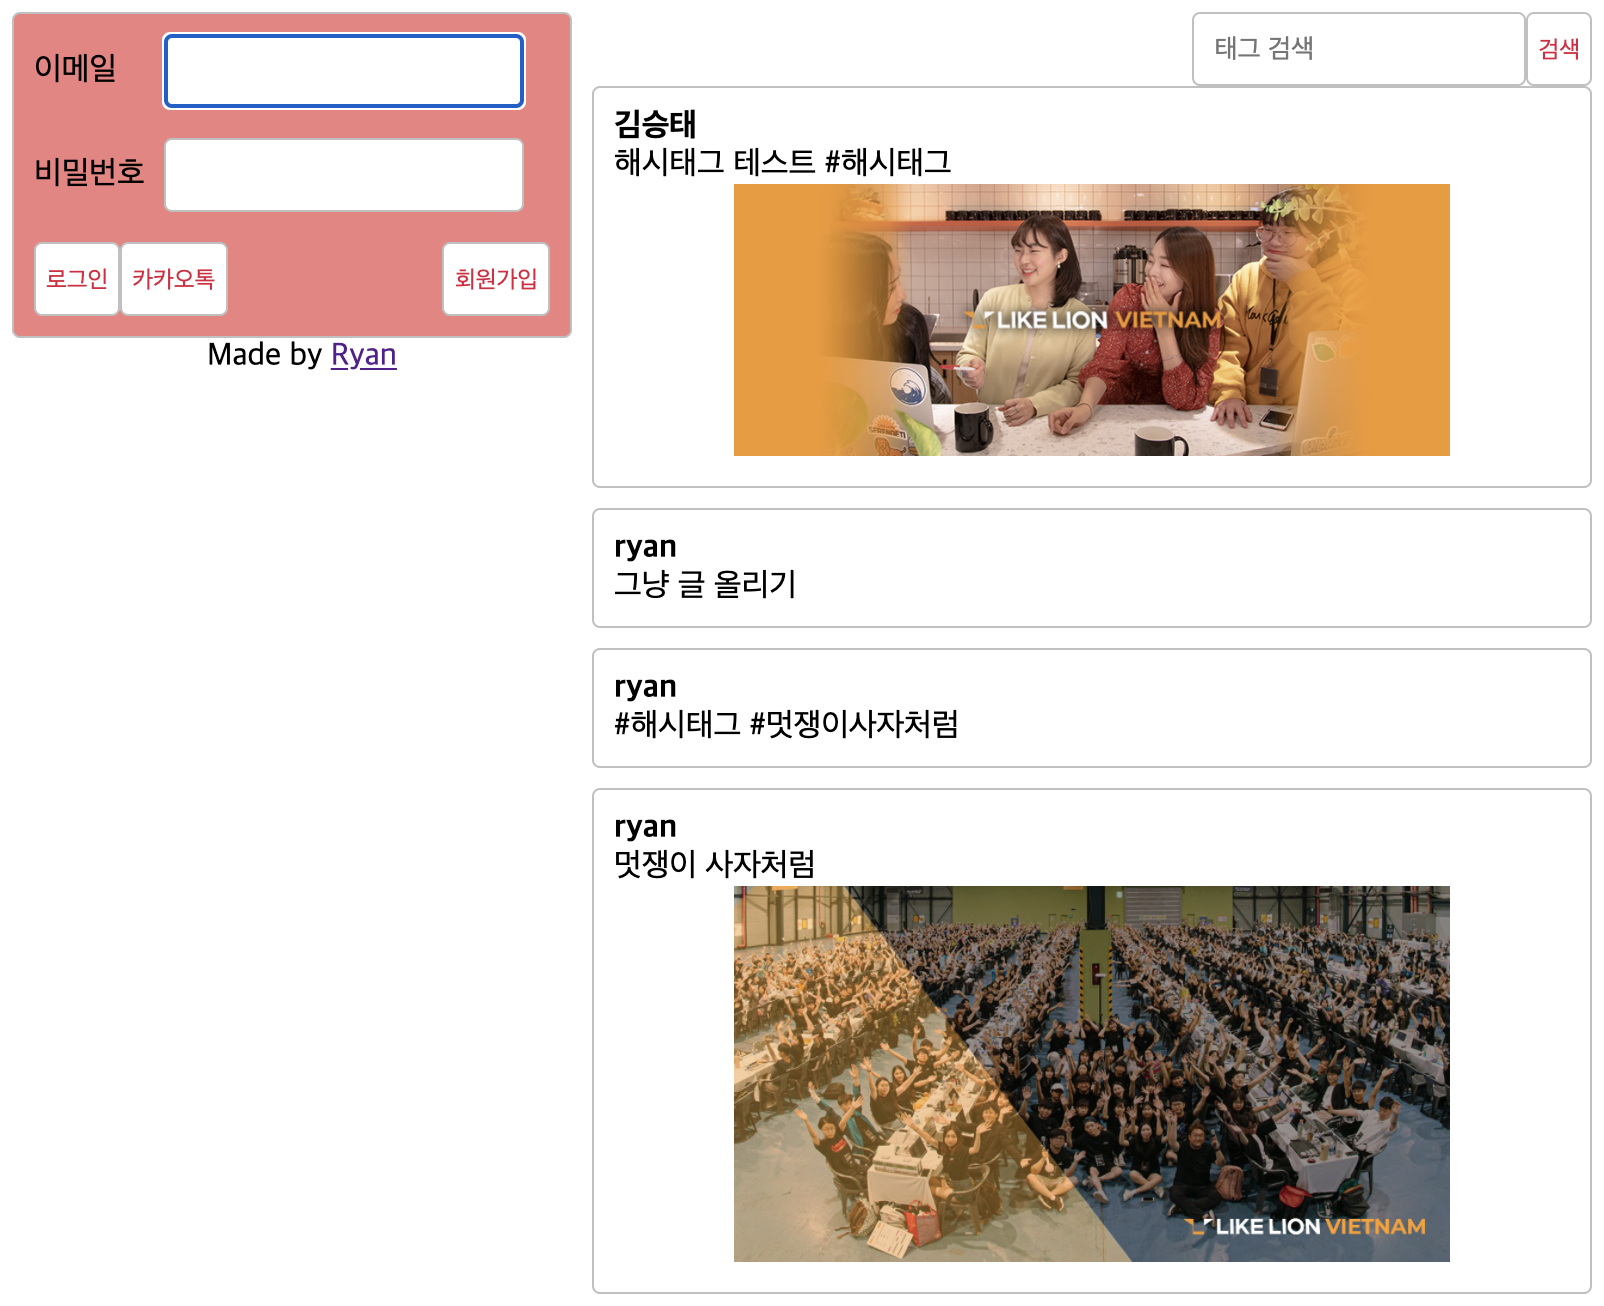 이메일
비밀번호
로그인 카카오톡 회원가입
Made by Ryan
태그 검색 검색
김승태
해시태그 테스트 #해시태그
LIKE LION VIETNAM
ryan
그냥 글 올리기
ryan
#해시태그 #멋쟁이사자처럼
ryan
멋쟁이 사자처럼
LIKE LION VIETNAM